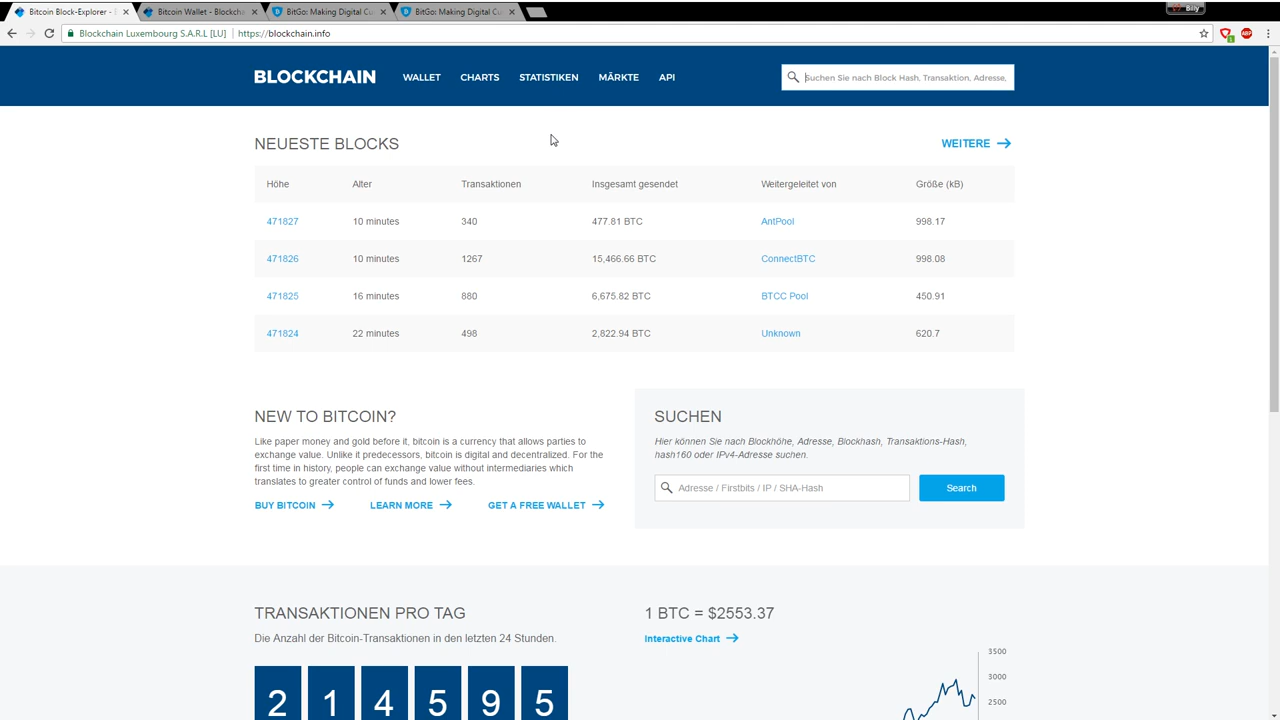 Bitcoin Block-Explorer - B
Bitcoin Wallet - Blockcha
BitGo: Making Digital Cu
BitGo: Making Digital Cu
Bily
Blockchain Luxembourg S.A.R.L [LU] https://blockchain.info
ABP
BLOCKCHAIN WALLET CHARTS STATISTIKEN MÄRKTE API Suchen Sie nach Block Hash, Transaktion, Adresse,
NEUESTE BLOCKS WEITERE
Höhe Alter Transaktionen Insgesamt gesendet Weitergeleitet von Größe (kB)
471827 10 minutes 340 477.81 BTC AntPool 998.17
471826 10 minutes 1267 15,466.66 BTC ConnectBTC 998.08
471825 16 minutes 880 6,675.82 BTC BTCC Pool 450.91
471824 22 minutes 498 2,822.94 BTC Unknown 620.7
NEW TO BITCOIN?
Like paper money and gold before it, bitcoin is a currency that allows parties to
exchange value. Unlike it predecessors, bitcoin is digital and decentralized. For the
first time in history, people can exchange value without intermediaries which
translates to greater control of funds and lower fees.
BUY BITCOIN LEARN MORE GET A FREE WALLET
SUCHEN
Hier können Sie nach Blockhöhe, Adresse, Blockhash, Transaktions-Hash,
hash160 oder IPv4-Adresse suchen.
Adresse / Firstbits / IP / SHA-Hash Search
TRANSAKTIONEN PRO TAG
Die Anzahl der Bitcoin-Transaktionen in den letzten 24 Stunden.
2 1 4 5 9 5
1 BTC = $2553.37
Interactive Chart
3500
3000
2500